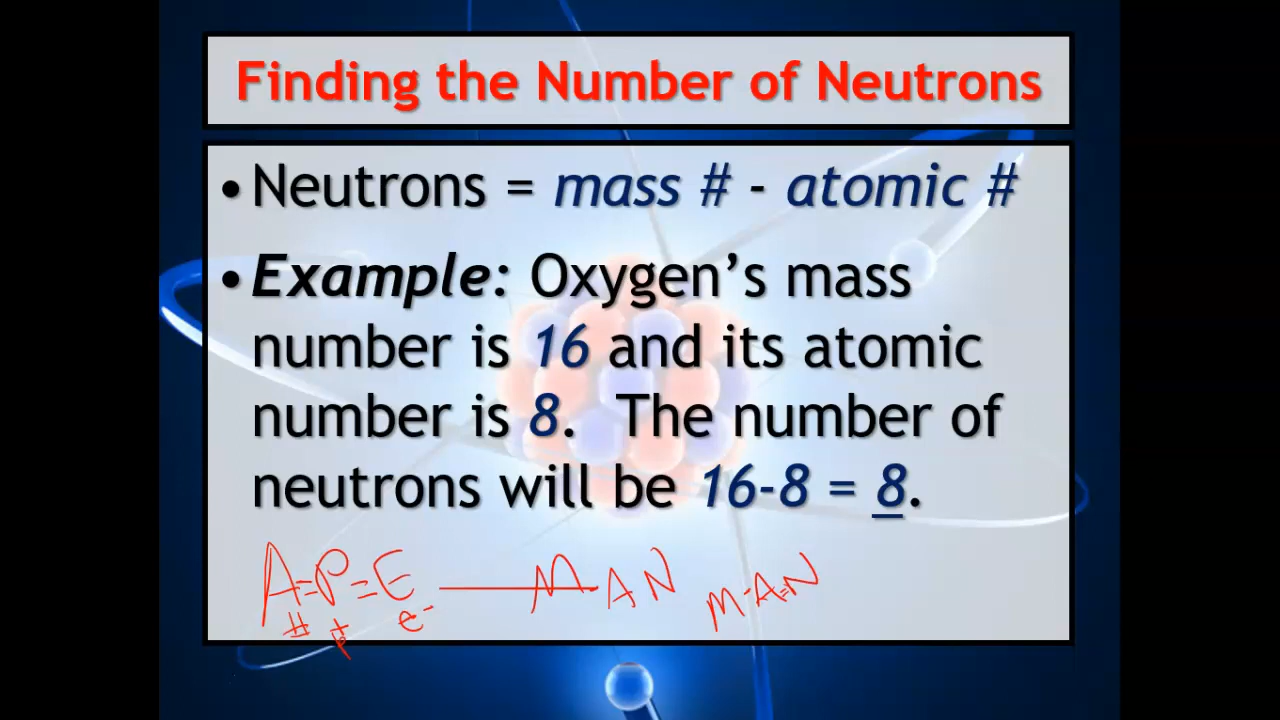 Finding the Number of Neutrons
•Neutrons = mass # - atomic #
•Example: Oxygen’s mass
number is 16 and its atomic
number is 8. The number of
neutrons will be 16-8 = 8.
A=P=E — M A N M-A=N
# p+ e-